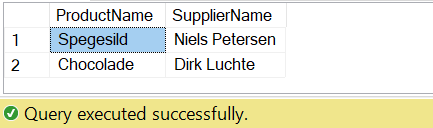 ProductName SupplierName
1 Spegesild Niels Petersen
2 Chocolade Dirk Luchte
Query executed successfully.